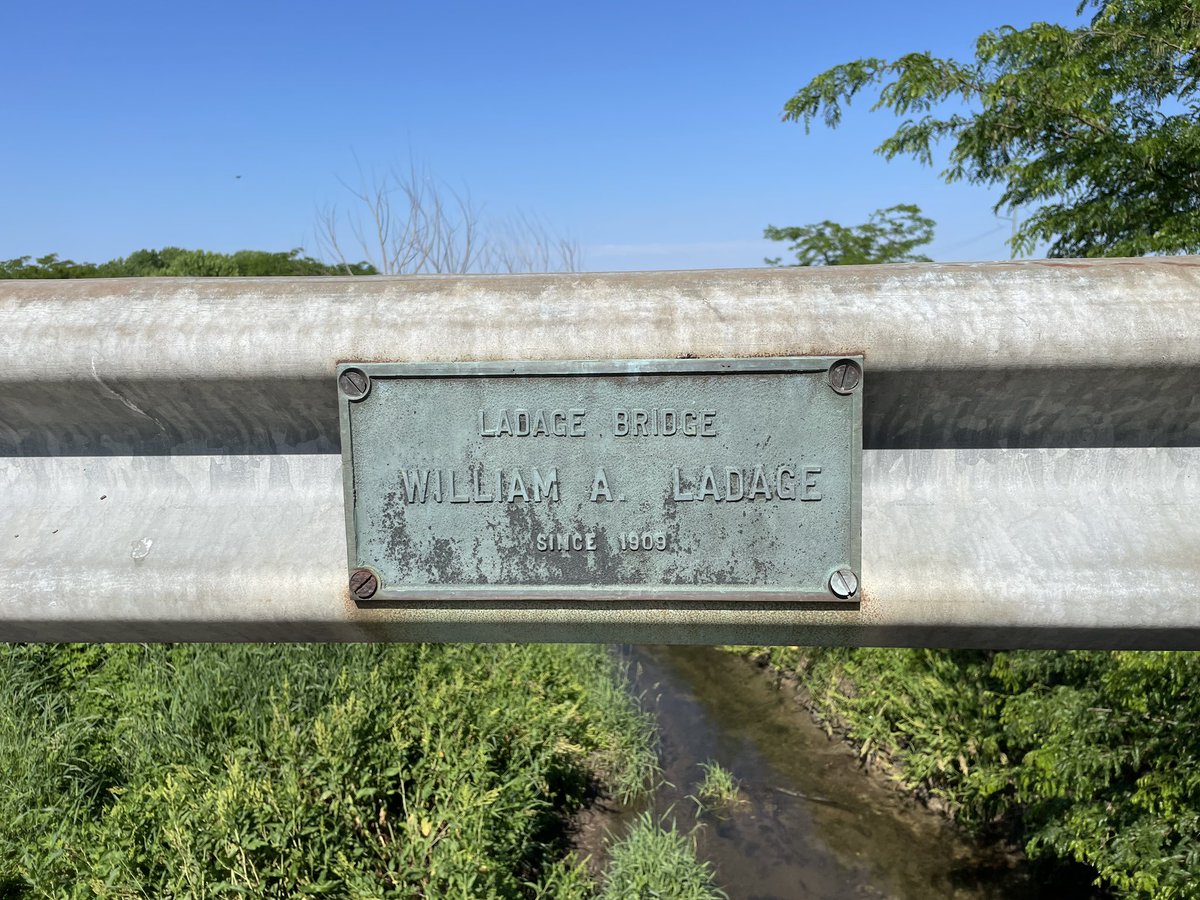 LADAGE BRIDGE
WILLIAM A. LADAGE
SINCE 1909